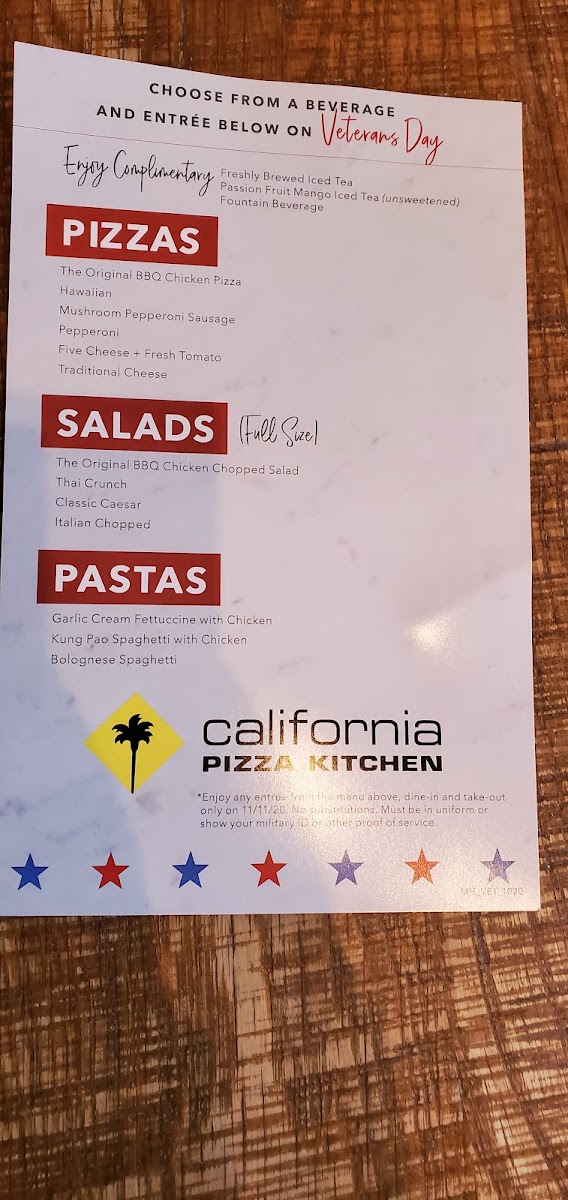 CHOOSE FROM A BEVERAGE
AND ENTRÉE BELOW ON Veterans Day
Enjoy Complimentary
Freshly Brewed Iced Tea
Passion Fruit Mango Iced Tea (unsweetened)
Fountain Beverage
PIZZAS
The Original BBQ Chicken Pizza
Hawaiian
Mushroom Pepperoni Sausage
Pepperoni
Five Cheese + Fresh Tomato
Traditional Cheese
SALADS (Full Size)
The Original BBQ Chicken Chopped Salad
Thai Crunch
Classic Caesar
Italian Chopped
PASTAS
Garlic Cream Fettuccine with Chicken
Kung Pao Spaghetti with Chicken
Bolognese Spaghetti
california
PIZZA KITCHEN
*Enjoy any entrée from the menu above, dine-in and take-out
only on 11/11/20. No substitutions. Must be in uniform or
show your military ID or other proof of service.
MH_VET_1020